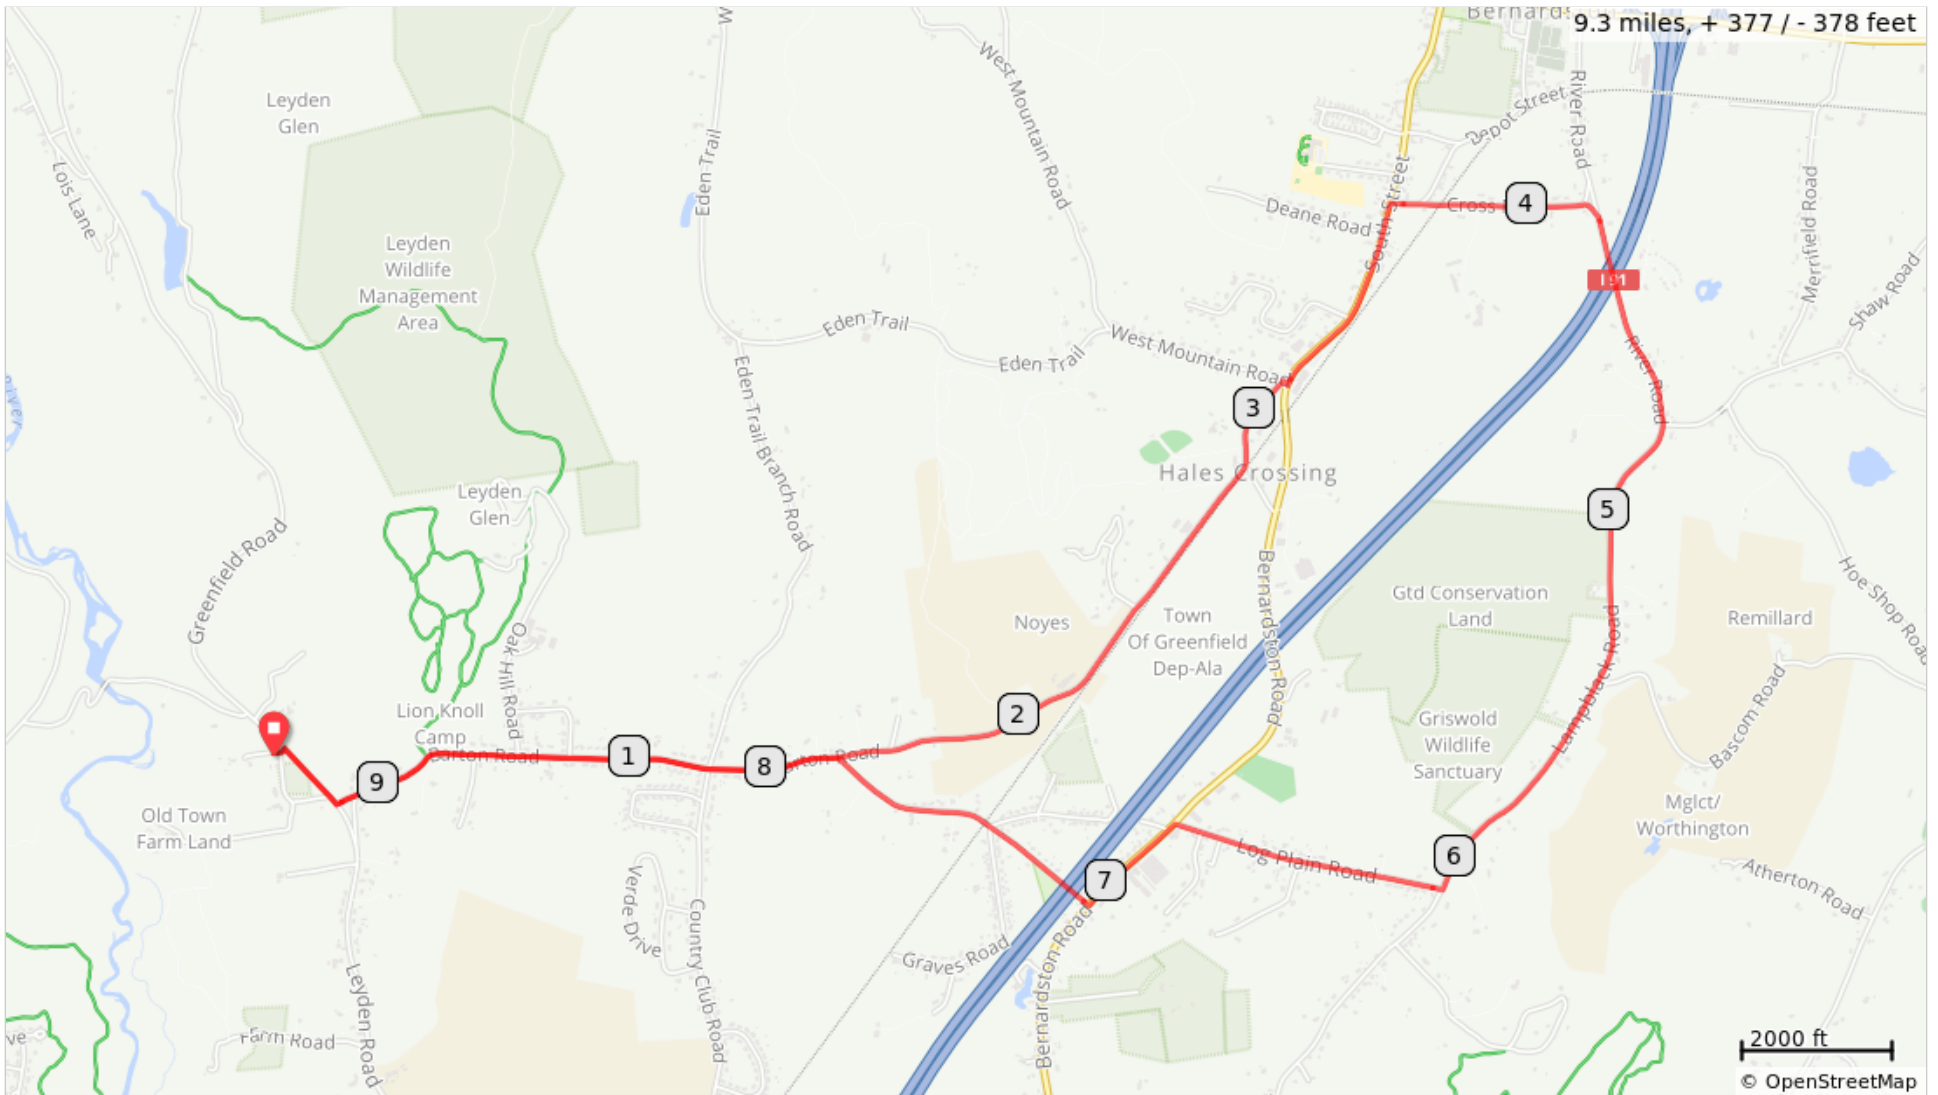 Bernards
9.3 miles, + 377 / - 378 feet
West Mountain Road
Leyden
Glen
River Road
Depot Street
Eden Trail
Lois Lane
South Street
Merrifield Road
Deane Road
Cross
4
Leyden
Wildlife
Management
Area
Shaw Road
I 91
Eden Trail
West Mountain Road
Eden Trail
River Road
River
Eden Trail Branch Road
3
Hales Crossing
Leyden
Glen
5
Greenfield Road
Bernardston Road
Hoe Shop Road
Gtd Conservation
Land
Noyes
Town
Of Greenfield
Dep-Ala
Remillard
Oak Hill Road
Lampblack Road
Bascom Road
Lion Knoll
Camp
2
Griswold
Wildlife
Sanctuary
Barton Road
1
8
rton Road
9
Old Town
Farm Land
Mglct/
Worthington
6
Log Plain Road
7
Atherton Road
Verde Drive
Country Club Road
Graves Road
Bernardston Road
Leyden Road
Farm Road
ve
2000 ft
© OpenStreetMap